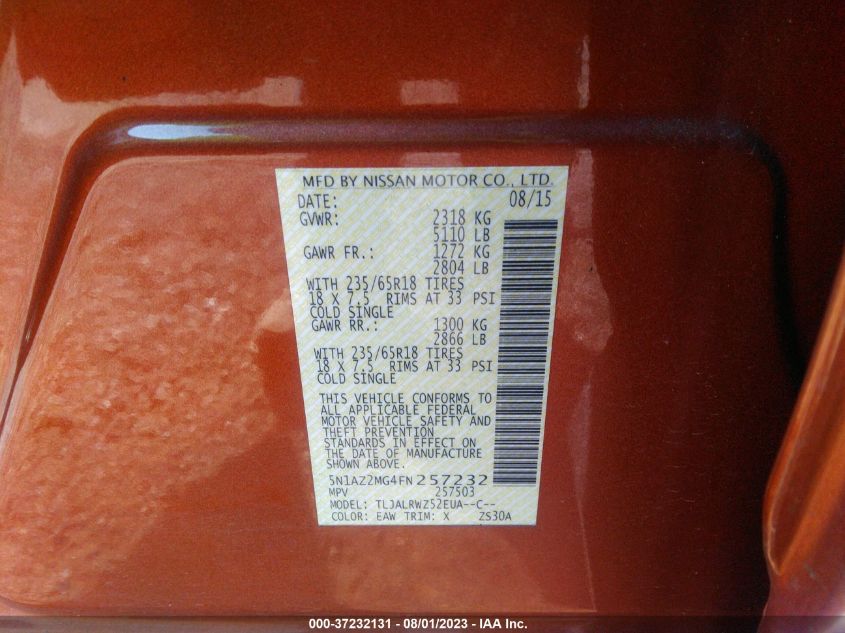 MFD BY NISSAN MOTOR CO., LTD.
DATE: 08/15
GVWR: 2318 KG
5110 LB
GAWR FR.: 1272 KG
2804 LB
WITH 235/65R18 TIRES
18 X 7.5 RIMS AT 33 PSI
COLD SINGLE
GAWR RR.: 1300 KG
2866 LB
WITH 235/65R18 TIRES
18 X 7.5 RIMS AT 33 PSI
COLD SINGLE
THIS VEHICLE CONFORMS TO
ALL APPLICABLE FEDERAL
MOTOR VEHICLE SAFETY AND
THEFT PREVENTION
STANDARDS IN EFFECT ON
THE DATE OF MANUFACTURE
SHOWN ABOVE.
5N1AZ2MG4FN257232
MPV 257503
MODEL: TLJALRWZ52EUA--C--
COLOR: EAW TRIM: X ZS30A
000-37232131 - 08/01/2023 - IAA Inc.